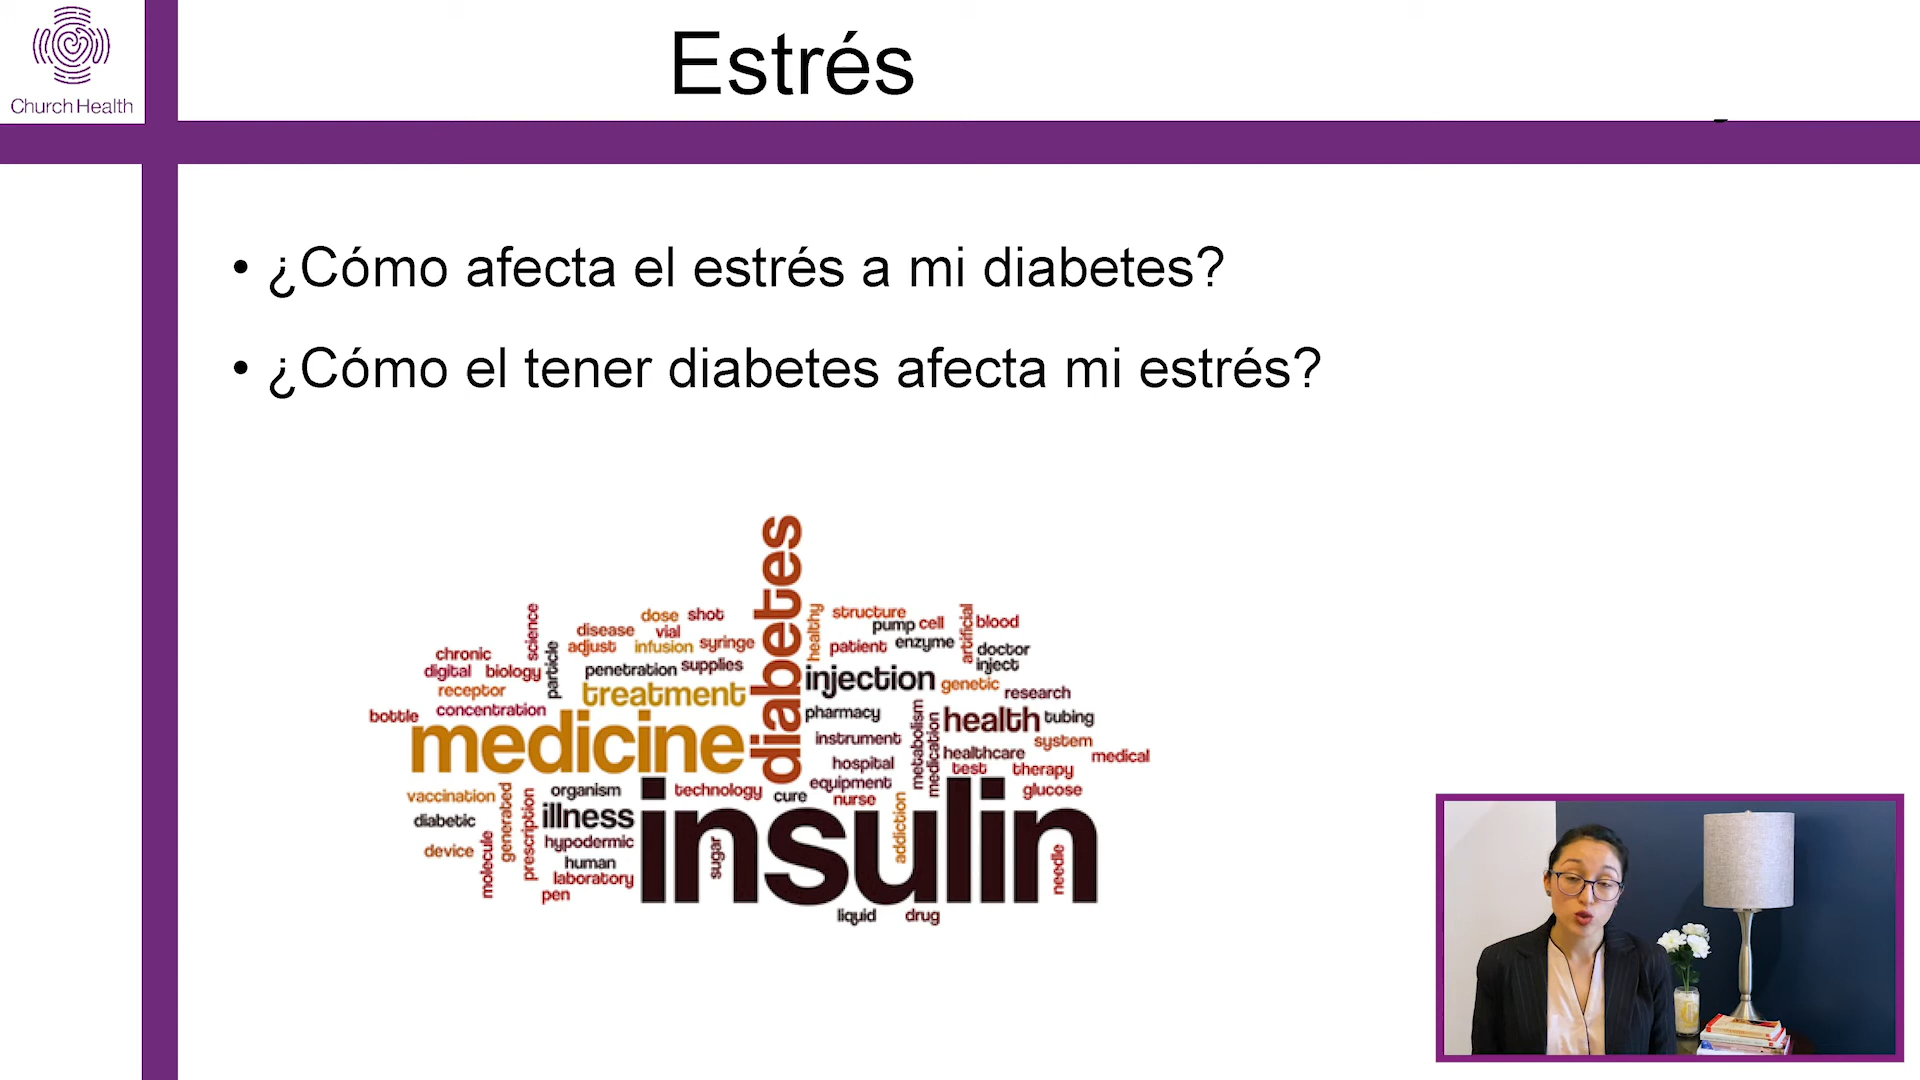 Church Health
Estrés
• ¿Cómo afecta el estrés a mi diabetes?
• ¿Cómo el tener diabetes afecta mi estrés?
diabetes
science
dose shot
healthy
structure
artificial
blood
disease vial
pump cell
adjust infusion syringe
patient enzyme
doctor
chronic
particle
inject
digital biology
penetration supplies
injection
genetic
receptor
treatment
research
bottle
concentration
pharmacy
metabolism
medication
health
tubing
medicine
instrument
system
hospital
healthcare
medical
test
therapy
equipment
vaccination
generated
prescription
organism
technology
cure
nurse
addiction
glucose
diabetic
illness
insulin
device
molecule
hypodermic
sugar
needle
human
laboratory
pen
liquid
drug